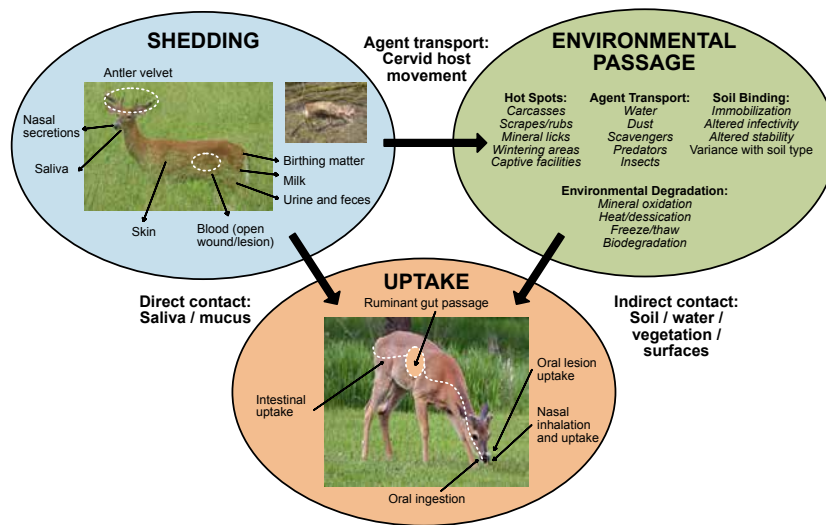 SHEDDING
Antler velvet
Nasal
secretions
Saliva
Skin
Blood (open
wound/lesion)
Birthing matter
Milk
Urine and feces
Agent transport:
Cervid host
movement
ENVIRONMENTAL
PASSAGE
Hot Spots:
Carcasses
Scrapes/rubs
Mineral licks
Wintering areas
Captive facilities
Agent Transport:
Water
Dust
Scavengers
Predators
Insects
Soil Binding:
Immobilization
Altered infectivity
Altered stability
Variance with soil type
Environmental Degradation:
Mineral oxidation
Heat/dessication
Freeze/thaw
Biodegradation
Direct contact:
Saliva / mucus
Indirect contact:
Soil / water /
vegetation /
surfaces
UPTAKE
Ruminant gut passage
Intestinal
uptake
Oral lesion
uptake
Nasal
inhalation
and uptake
Oral ingestion